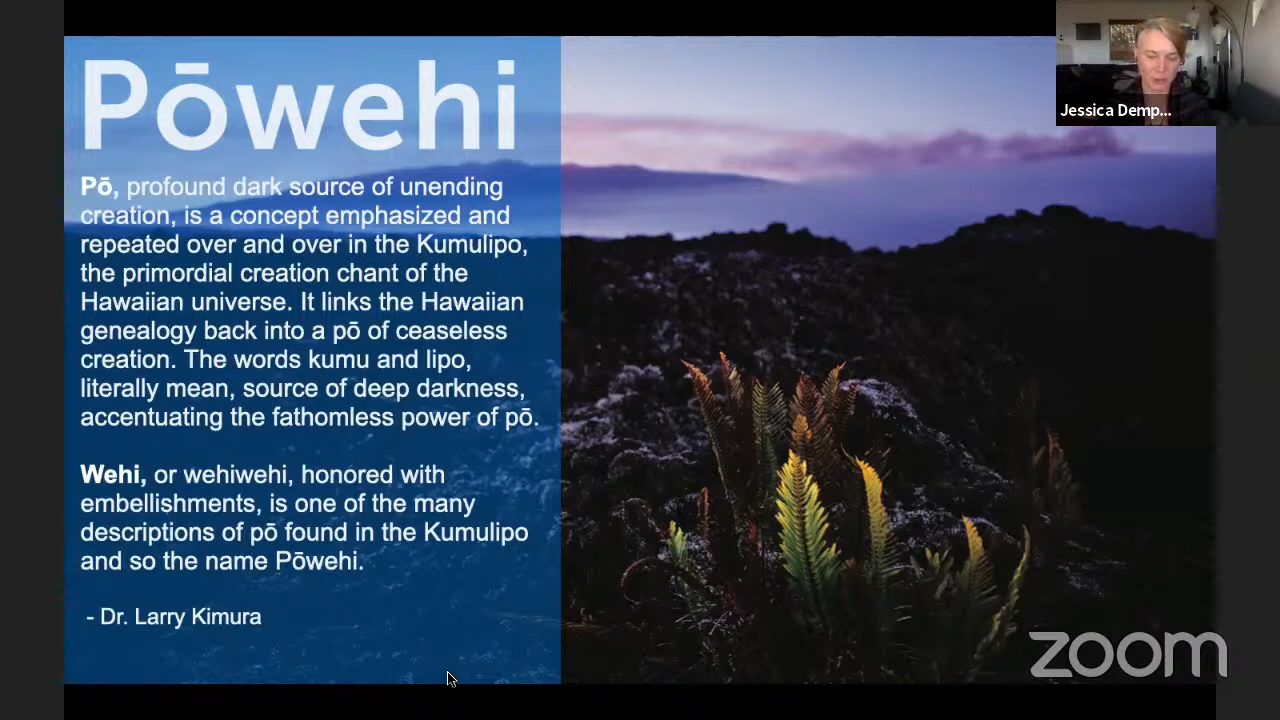 Pōwehi
Pō, profound dark source of unending
creation, is a concept emphasized and
repeated over and over in the Kumulipo,
the primordial creation chant of the
Hawaiian universe. It links the Hawaiian
genealogy back into a pō of ceaseless
creation. The words kumu and lipo,
literally mean, source of deep darkness,
accentuating the fathomless power of pō.
Wehi, or wehiwehi, honored with
embellishments, is one of the many
descriptions of pō found in the Kumulipo
and so the name Pōwehi.
- Dr. Larry Kimura
Jessica Demp...
zoom